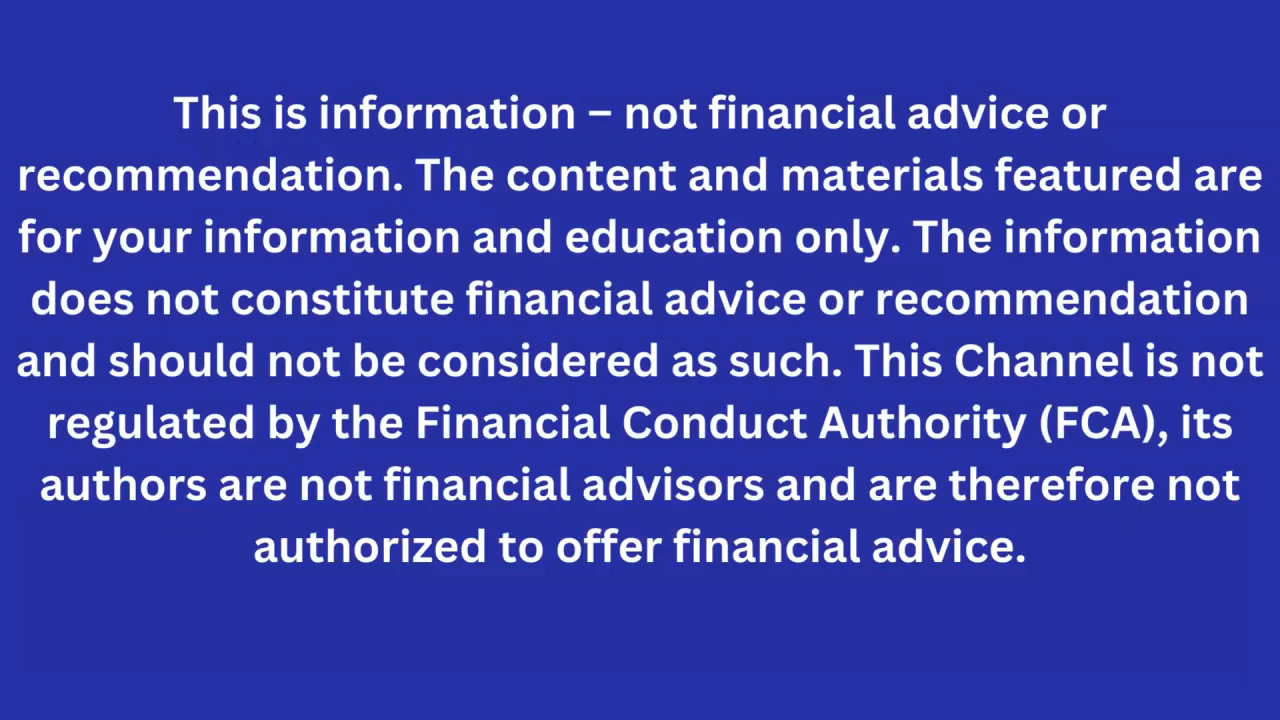 This is information – not financial advice or
recommendation. The content and materials featured are
for your information and education only. The information
does not constitute financial advice or recommendation
and should not be considered as such. This Channel is not
regulated by the Financial Conduct Authority (FCA), its
authors are not financial advisors and are therefore not
authorized to offer financial advice.